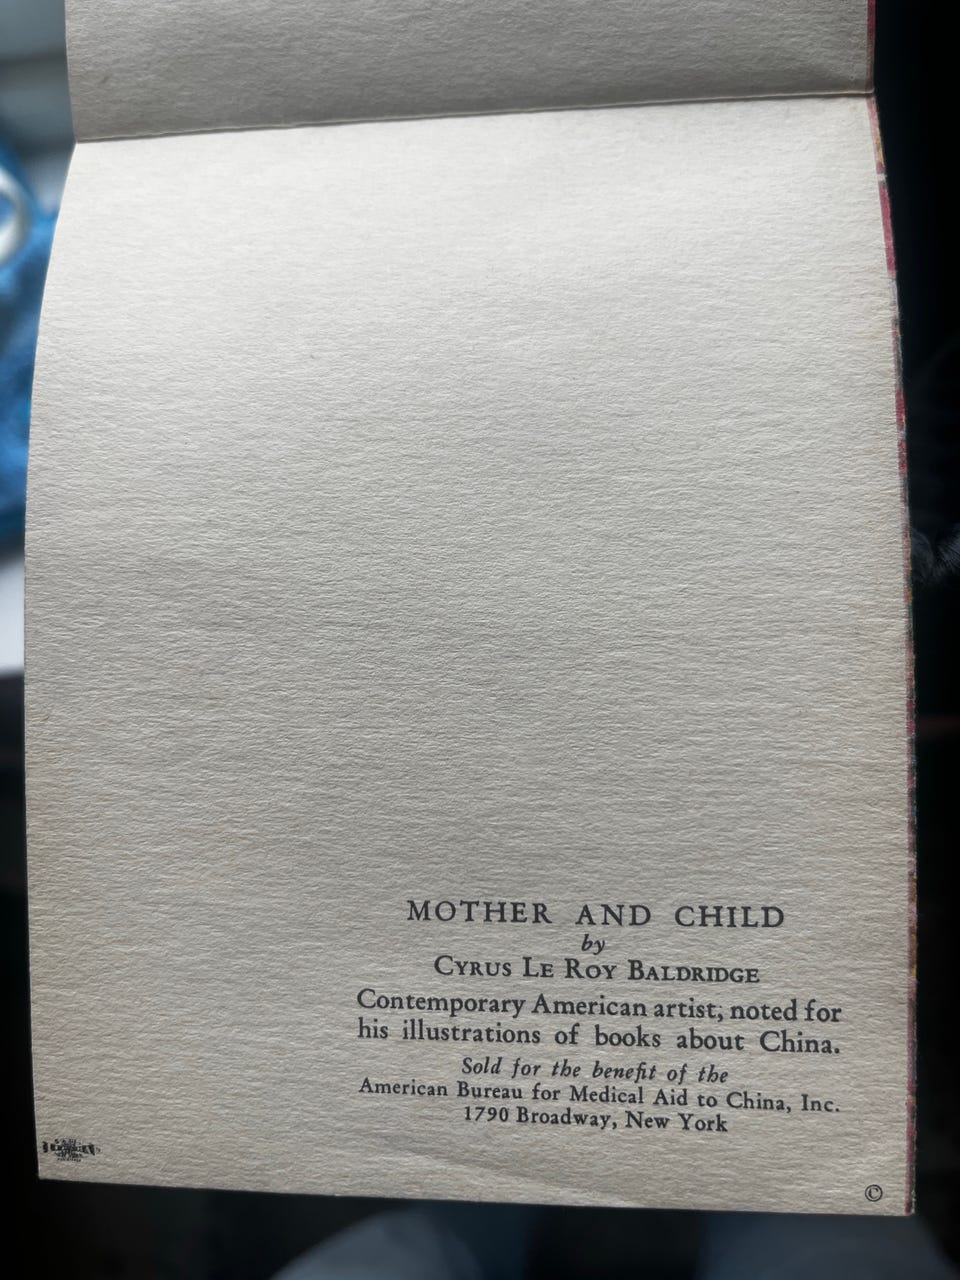 MOTHER AND CHILD
by
CYRUS LE ROY BALDRIDGE
Contemporary American artist, noted for
his illustrations of books about China.
Sold for the benefit of the
American Bureau for Medical Aid to China, Inc.
1790 Broadway, New York
©